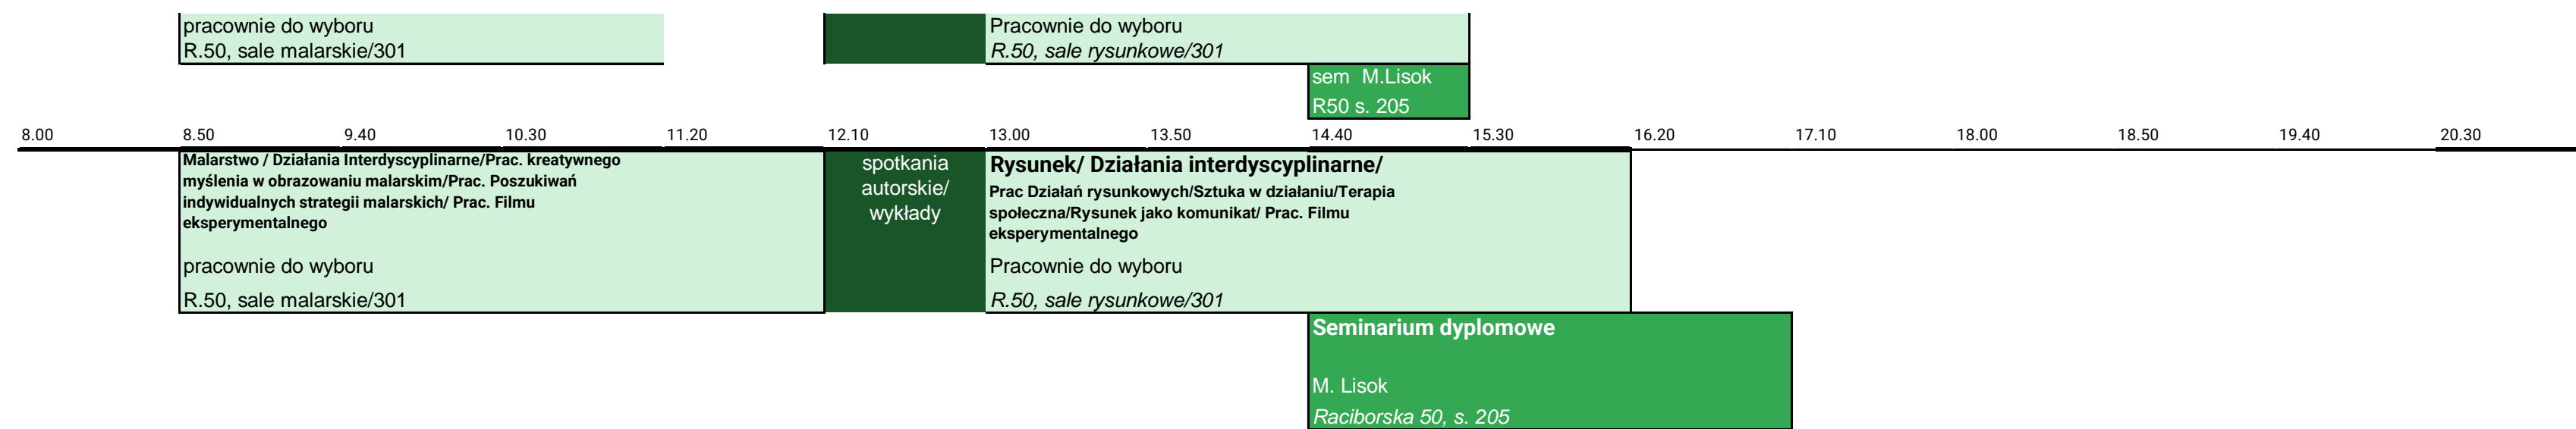 pracownie do wyboru
R.50, sale malarskie/301
Pracownie do wyboru
R.50, sale rysunkowe/301
sem M.Lisok
R50 s. 205
8.00 8.50 9.40 10.30 11.20 12.10 13.00 13.50 14.40 15.30 16.20 17.10 18.00 18.50 19.40 20.30
Malarstwo / Działania Interdyscyplinarne/Prac. kreatywnego
myślenia w obrazowaniu malarskim/Prac. Poszukiwań
indywidualnych strategii malarskich/ Prac. Filmu
eksperymentalnego
pracownie do wyboru
R.50, sale malarskie/301
spotkania
autorskie/
wykłady
Rysunek/ Działania interdyscyplinarne/
Prac Działań rysunkowych/Sztuka w działaniu/Terapia
społeczna/Rysunek jako komunikat/ Prac. Filmu
eksperymentalnego
Pracownie do wyboru
R.50, sale rysunkowe/301
Seminarium dyplomowe
M. Lisok
Raciborska 50, s. 205